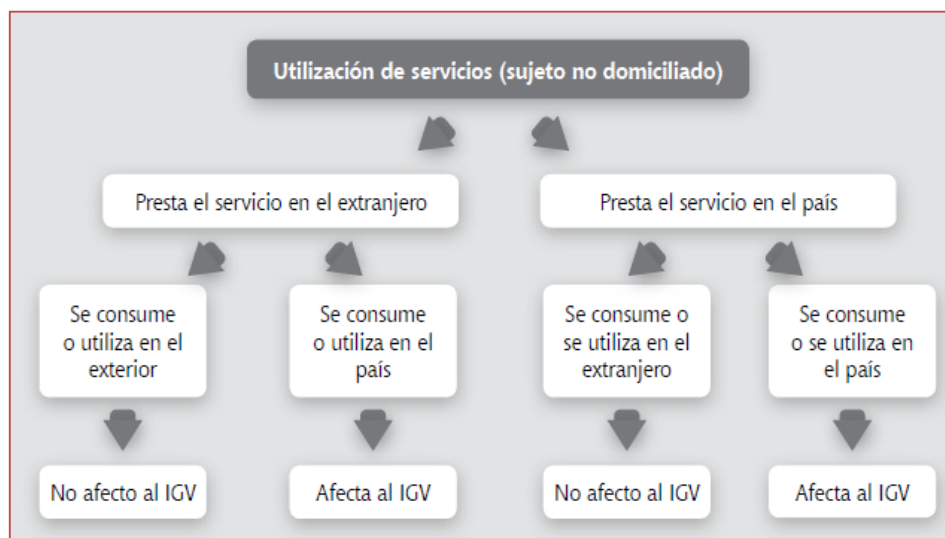 Utilización de servicios (sujeto no domiciliado)
Presta el servicio en el extranjero
Presta el servicio en el país
Se consume
o utiliza en el
exterior
Se consume
o utiliza en el
país
Se consume o
se utiliza en el
extranjero
Se consume
o se utiliza en
el país
No afecto al IGV
Afecta al IGV
No afecto al IGV
Afecta al IGV